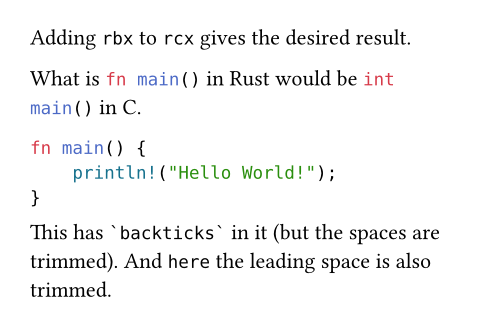 Adding rbx to rcx gives the desired result.
What is fn main() in Rust would be int
main() in C.
fn main() {
    println!("Hello World!");
}
This has `backticks` in it (but the spaces are
trimmed). And here the leading space is also
trimmed.